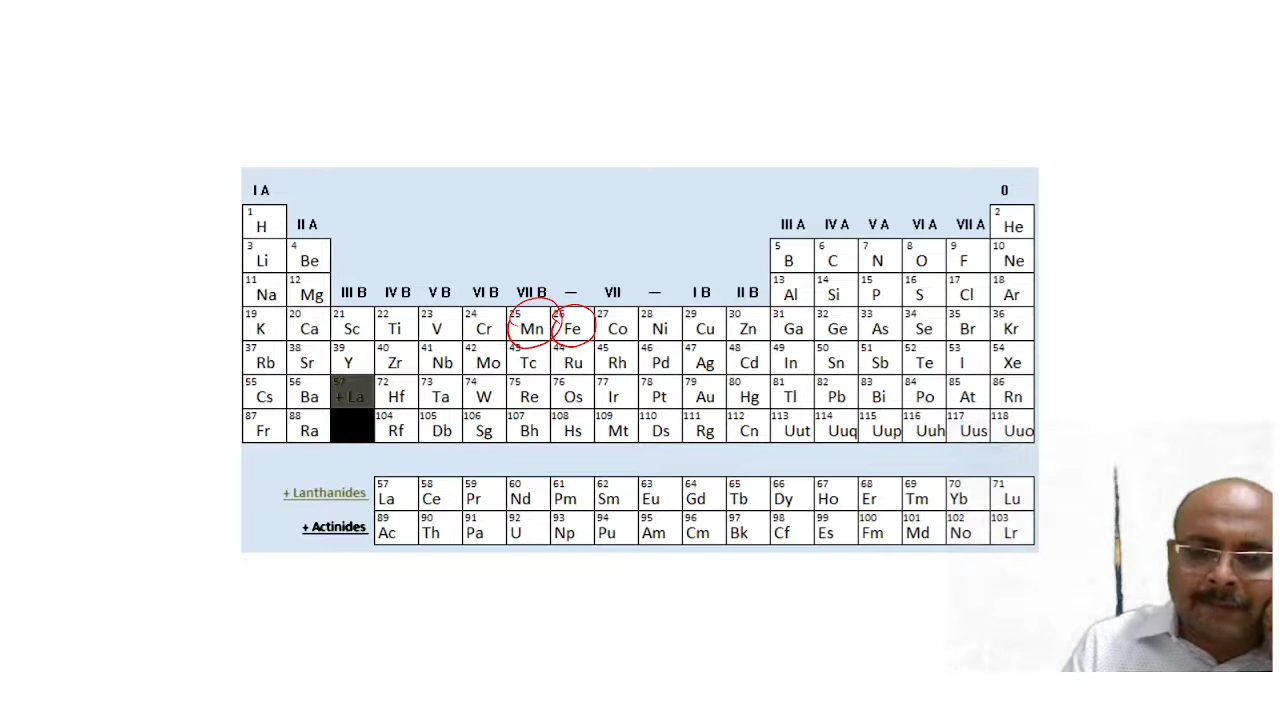 I A 0
1 2
H II A III A IV A V A VI A VII A He
3 4 5 6 7 8 9 10
Li Be B C N O F Ne
11 12 13 14 15 16 17 18
Na Mg III B IV B V B VI B VII B — VII — I B II B Al Si P S Cl Ar
19 20 21 22 23 24 25 26 27 28 29 30 31 32 33 34 35 36
K Ca Sc Ti V Cr Mn Fe Co Ni Cu Zn Ga Ge As Se Br Kr
37 38 39 40 41 42 43 44 45 46 47 48 49 50 51 52 53 54
Rb Sr Y Zr Nb Mo Tc Ru Rh Pd Ag Cd In Sn Sb Te I Xe
55 56 57 72 73 74 75 76 77 78 79 80 81 82 83 84 85 86
Cs Ba + La Hf Ta W Re Os Ir Pt Au Hg Tl Pb Bi Po At Rn
87 88 104 105 106 107 108 109 110 111 112 113 114 115 116 117 118
Fr Ra Rf Db Sg Bh Hs Mt Ds Rg Cn Uut Uuq Uup Uuh Uus Uuo
57 58 59 60 61 62 63 64 65 66 67 68 69 70 71
+ Lanthanides La Ce Pr Nd Pm Sm Eu Gd Tb Dy Ho Er Tm Yb Lu
89 90 91 92 93 94 95 96 97 98 99 100 101 102 103
+ Actinides Ac Th Pa U Np Pu Am Cm Bk Cf Es Fm Md No Lr